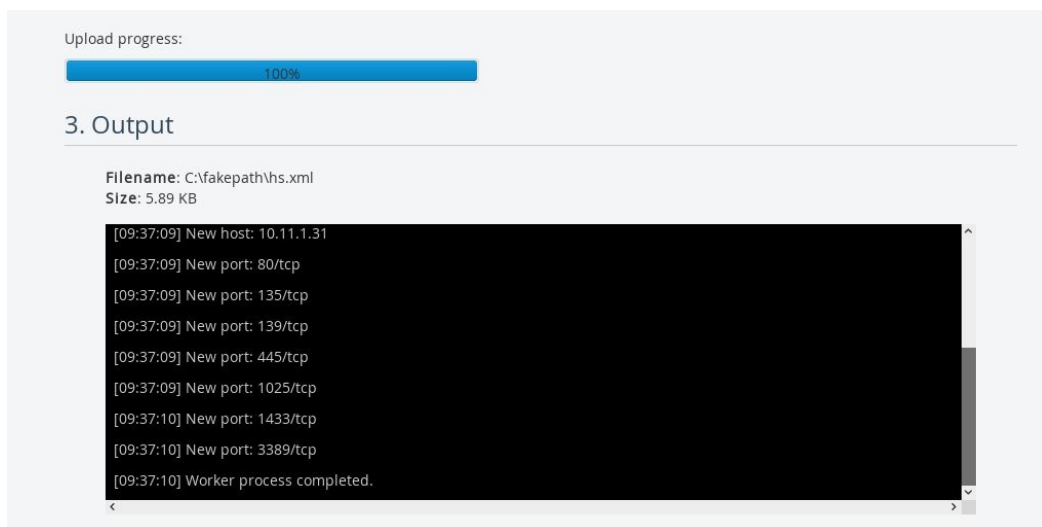 Upload progress:
100%
3. Output
Filename: C:\fakepath\hs.xml
Size: 5.89 KB
[09:37:09] New host: 10.11.1.31
[09:37:09] New port: 80/tcp
[09:37:09] New port: 135/tcp
[09:37:09] New port: 139/tcp
[09:37:09] New port: 445/tcp
[09:37:09] New port: 1025/tcp
[09:37:10] New port: 1433/tcp
[09:37:10] New port: 3389/tcp
[09:37:10] Worker process completed.